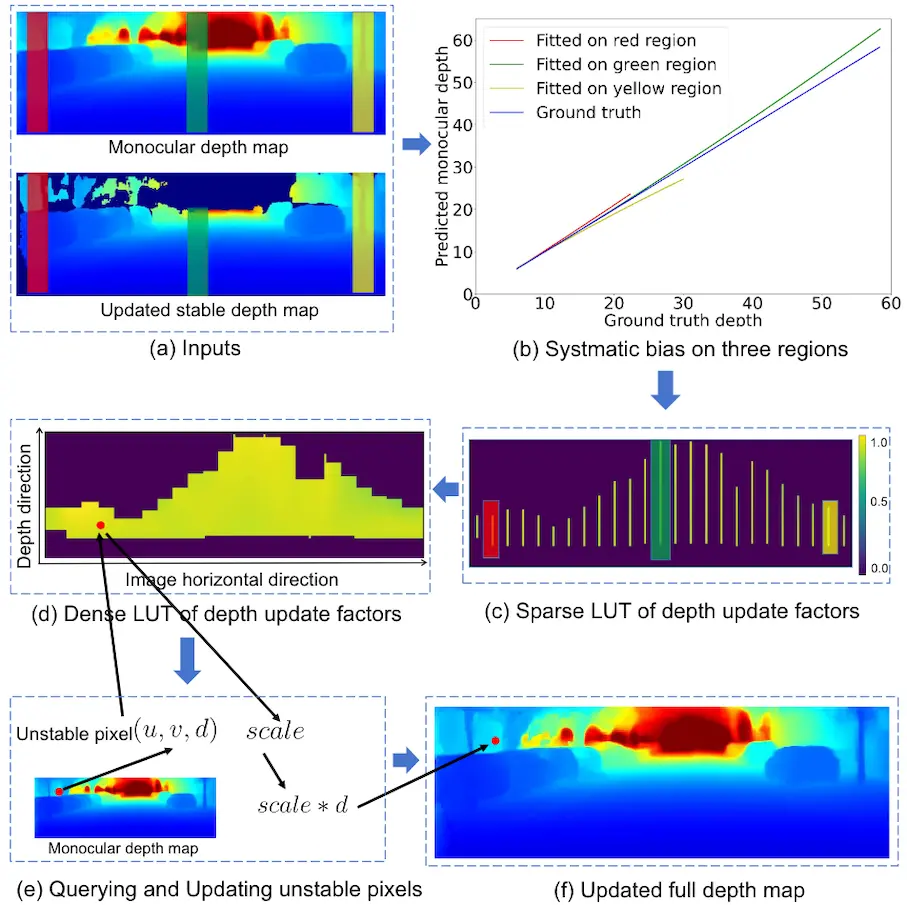 Monocular depth map
Updated stable depth map
(a) Inputs
Predicted monocular depth
60
50
40
30
20
10
0
Fitted on red region
Fitted on green region
Fitted on yellow region
Ground truth
0 10 20 30 40 50 60
Ground truth depth
(b) Systmatic bias on three regions
1.0
0.5
0.0
(c) Sparse LUT of depth update factors
Depth direction
Image horizontal direction
(d) Dense LUT of depth update factors
Unstable pixel(u, v, d)
scale
scale * d
Monocular depth map
(e) Querying and Updating unstable pixels
(f) Updated full depth map